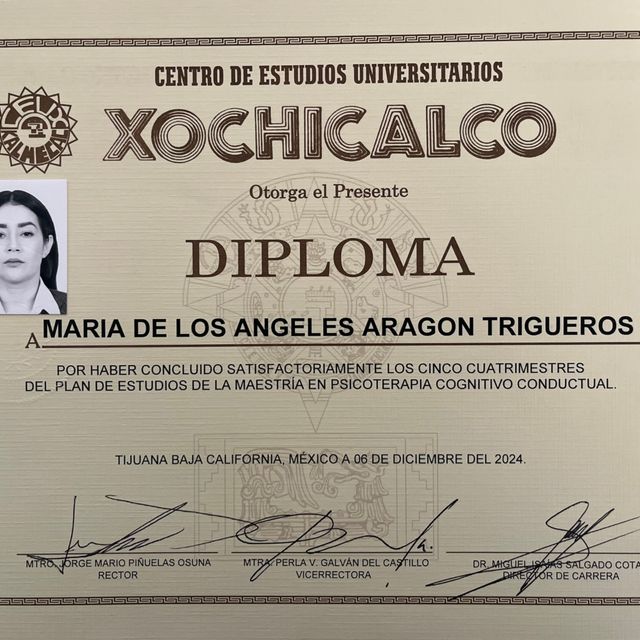 CENTRO DE ESTUDIOS UNIVERSITARIOS
XOCHICALCO
Otorga el Presente
DIPLOMA
A MARIA DE LOS ANGELES ARAGON TRIGUEROS
POR HABER CONCLUIDO SATISFACTORIAMENTE LOS CINCO CUATRIMESTRES
DEL PLAN DE ESTUDIOS DE LA MAESTRÍA EN PSICOTERAPIA COGNITIVO CONDUCTUAL.
TIJUANA BAJA CALIFORNIA, MÉXICO A 06 DE DICIEMBRE DEL 2024.
MTRO. JORGE MARIO PIÑUELAS OSUNA
RECTOR
MTRA. PERLA V. GALVÁN DEL CASTILLO
VICERRECTORA
DR. MIGUEL ISAIAS SALGADO COTA
DIRECTOR DE CARRERA